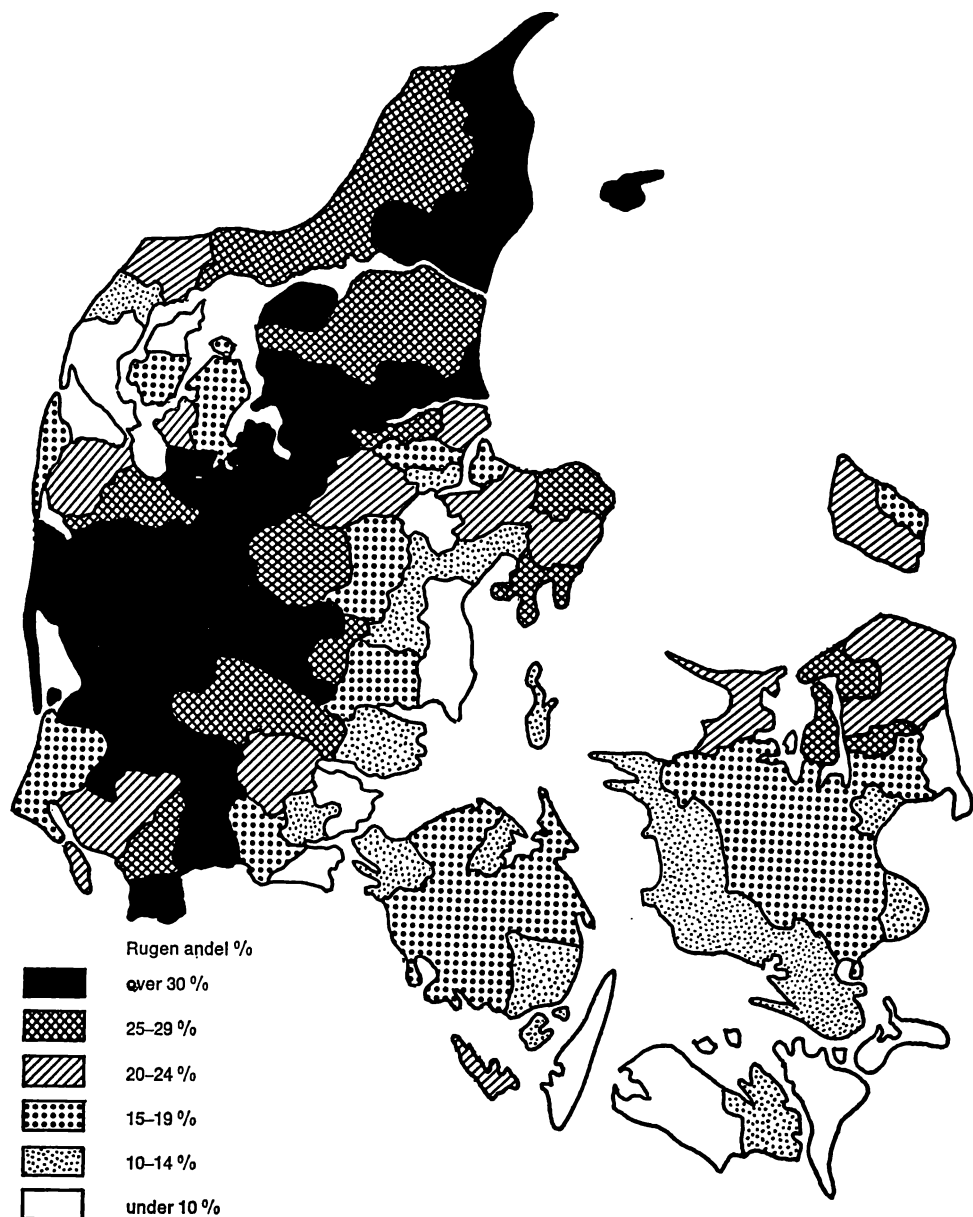 Rugen andel %
over 30 %
25–29 %
20–24 %
15–19 %
10–14 %
under 10 %